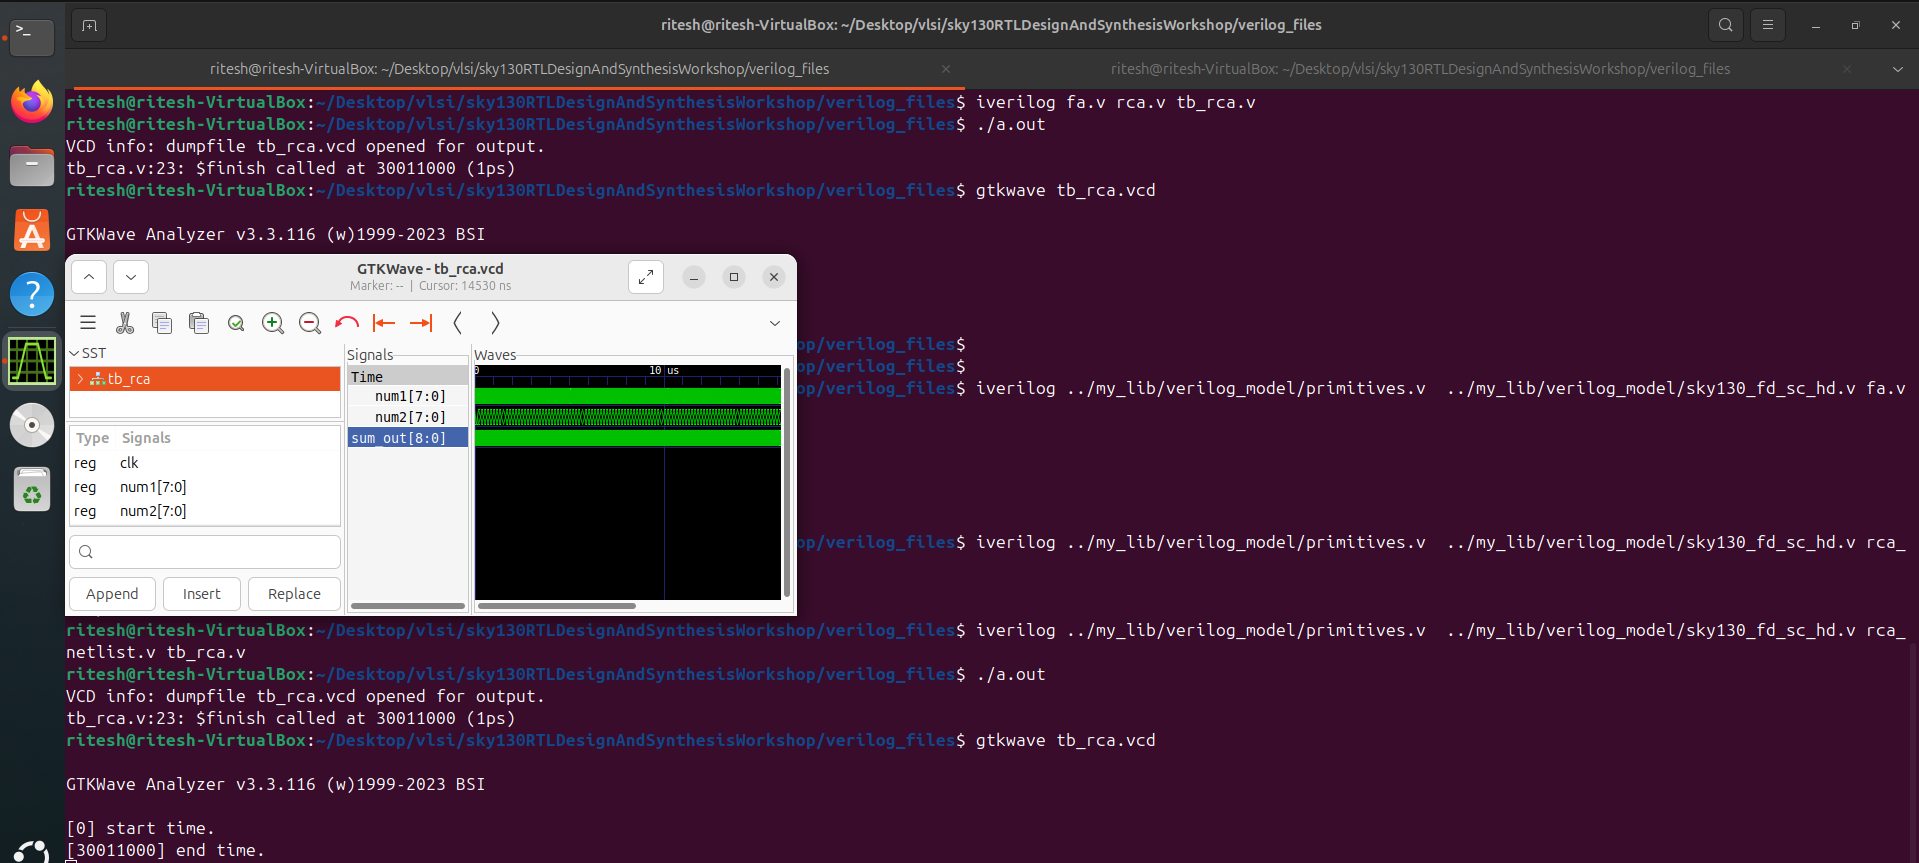 ritesh@ritesh-VirtualBox: ~/Desktop/vlsi/sky130RTLDesignAndSynthesisWorkshop/verilog_files
ritesh@ritesh-VirtualBox: ~/Desktop/vlsi/sky130RTLDesignAndSynthesisWorkshop/verilog_files
ritesh@ritesh-VirtualBox: ~/Desktop/vlsi/sky130RTLDesignAndSynthesisWorkshop/verilog_files
ritesh@ritesh-VirtualBox:~/Desktop/vlsi/sky130RTLDesignAndSynthesisWorkshop/verilog_files$ iverilog fa.v rca.v tb_rca.v
ritesh@ritesh-VirtualBox:~/Desktop/vlsi/sky130RTLDesignAndSynthesisWorkshop/verilog_files$ ./a.out
VCD info: dumpfile tb_rca.vcd opened for output.
tb_rca.v:23: $finish called at 30011000 (1ps)
ritesh@ritesh-VirtualBox:~/Desktop/vlsi/sky130RTLDesignAndSynthesisWorkshop/verilog_files$ gtkwave tb_rca.vcd
GTKWave Analyzer v3.3.116 (w)1999-2023 BSI
GTKWave - tb_rca.vcd
Marker: -- | Cursor: 14530 ns
SST
tb_rca
Type Signals
reg clk
reg num1[7:0]
reg num2[7:0]
Append Insert Replace
Signals
Time
num1[7:0]
num2[7:0]
sum_out[8:0]
Waves
0 10 us
op/verilog_files$
op/verilog_files$
op/verilog_files$ iverilog ../my_lib/verilog_model/primitives.v ../my_lib/verilog_model/sky130_fd_sc_hd.v fa.v
op/verilog_files$ iverilog ../my_lib/verilog_model/primitives.v ../my_lib/verilog_model/sky130_fd_sc_hd.v rca_
ritesh@ritesh-VirtualBox:~/Desktop/vlsi/sky130RTLDesignAndSynthesisWorkshop/verilog_files$ iverilog ../my_lib/verilog_model/primitives.v ../my_lib/verilog_model/sky130_fd_sc_hd.v rca_
netlist.v tb_rca.v
ritesh@ritesh-VirtualBox:~/Desktop/vlsi/sky130RTLDesignAndSynthesisWorkshop/verilog_files$ ./a.out
VCD info: dumpfile tb_rca.vcd opened for output.
tb_rca.v:23: $finish called at 30011000 (1ps)
ritesh@ritesh-VirtualBox:~/Desktop/vlsi/sky130RTLDesignAndSynthesisWorkshop/verilog_files$ gtkwave tb_rca.vcd
GTKWave Analyzer v3.3.116 (w)1999-2023 BSI
[0] start time.
[30011000] end time.